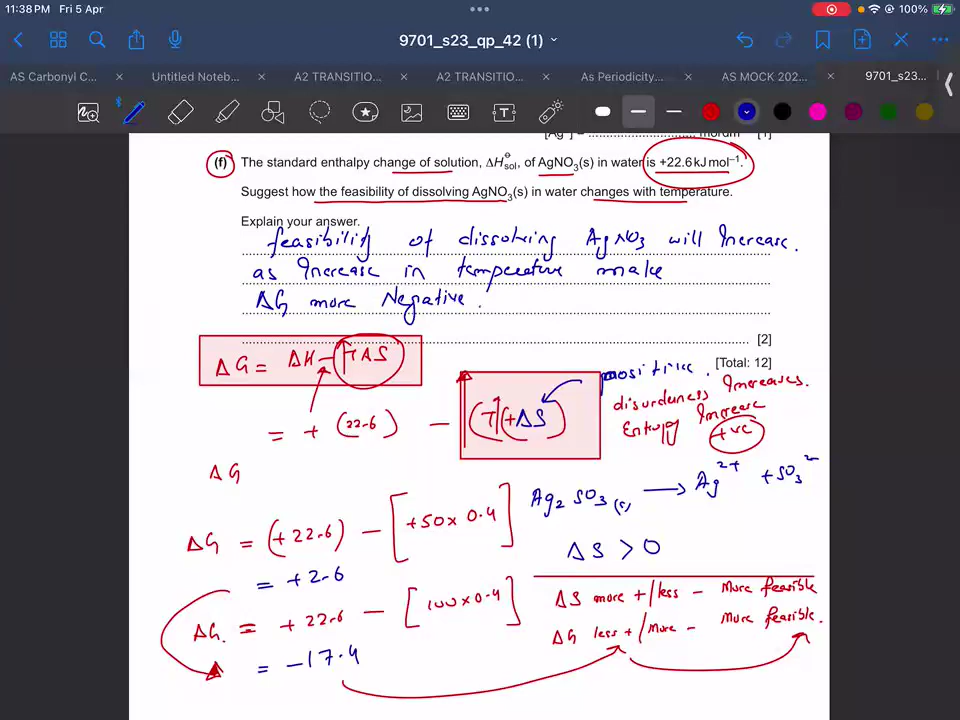 11:38 PM Fri 5 Apr
100%
9701_s23_qp_42 (1)
AS Carbonyl C...
Untitled Noteb...
A2 TRANSITION...
A2 TRANSITION...
As Periodicity...
AS MOCK 202...
9701_s23...
(f) The standard enthalpy change of solution, ΔH⦵sol, of AgNO3(s) in water is +22.6 kJ mol–1.
Suggest how the feasibility of dissolving AgNO3(s) in water changes with temperature.
Explain your answer.
feasibility of dissolving AgNO3 will Increase.
as Increase in temperature make
ΔG more Negative.
[2]
[Total: 12]
ΔG = ΔH - TΔS
positive.
disorderness Increases.
Entropy Increase
+ve
= + (22.6) - (T)(+ΔS)
ΔG
Ag2 SO3 (s) → Ag2+ + SO3 2-
ΔG = (+22.6) - [+50 x 0.4]
ΔS > 0
= +2.6
ΔS more +/less - More feasible
ΔG = +22.6 - [100 x 0.4]
ΔG less +/More - More feasible.
= -17.4